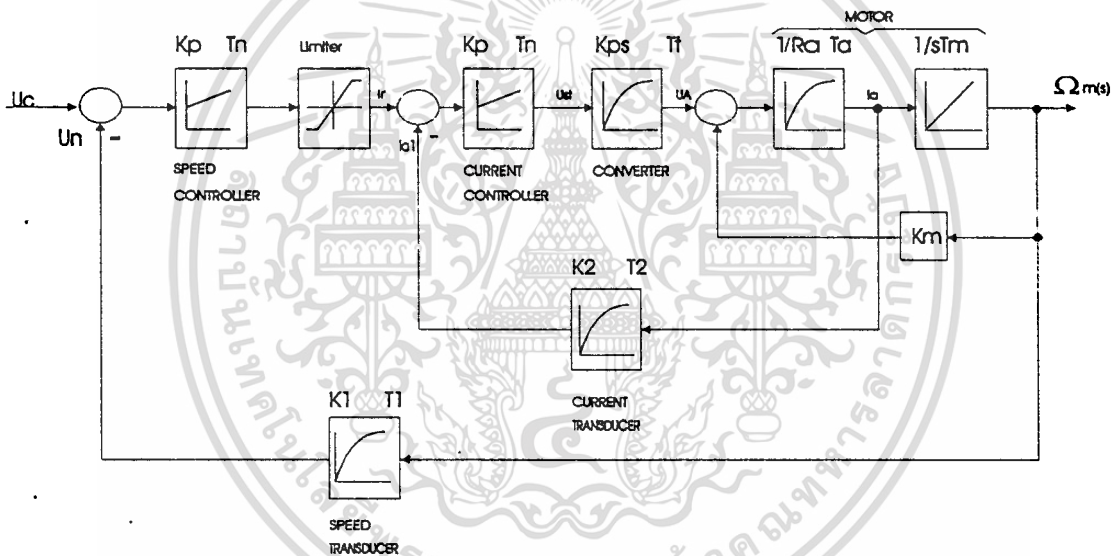 MOTOR
Kp Tn
Limiter
Kp Tn
Kps Tt
1/Ra Ta
1/sTm
Uc
Ir
Ust
UA
Ia
Ωm(s)
Un
-
Ia1
-
SPEED
CONTROLLER
CURRENT
CONTROLLER
CONVERTER
Km
K2 T2
CURRENT
TRANSDUCER
K1 T1
SPEED
TRANSDUCER